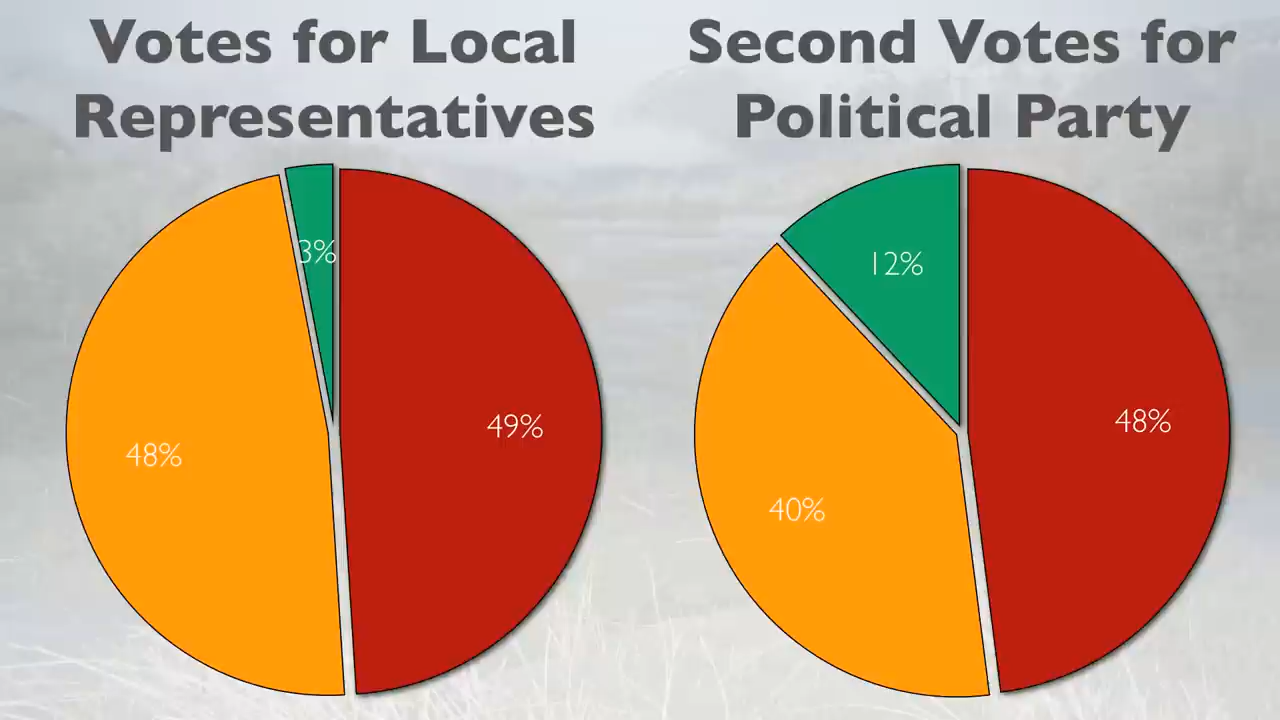 Votes for Local
Representatives
3%
48%
49%
Second Votes for
Political Party
12%
40%
48%